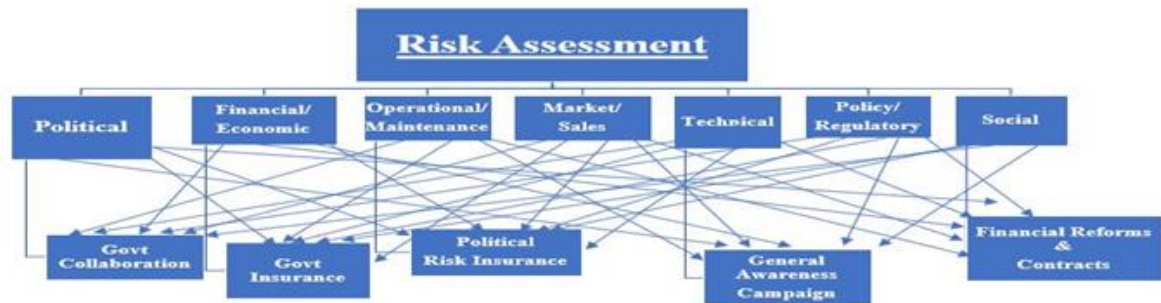 Risk Assessment
Political
Financial/
Economic
Operational/
Maintenance
Market/
Sales
Technical
Policy/
Regulatory
Social
Govt
Collaboration
Govt
Insurance
Political
Risk Insurance
General
Awareness
Campaign
Financial Reforms
&
Contracts